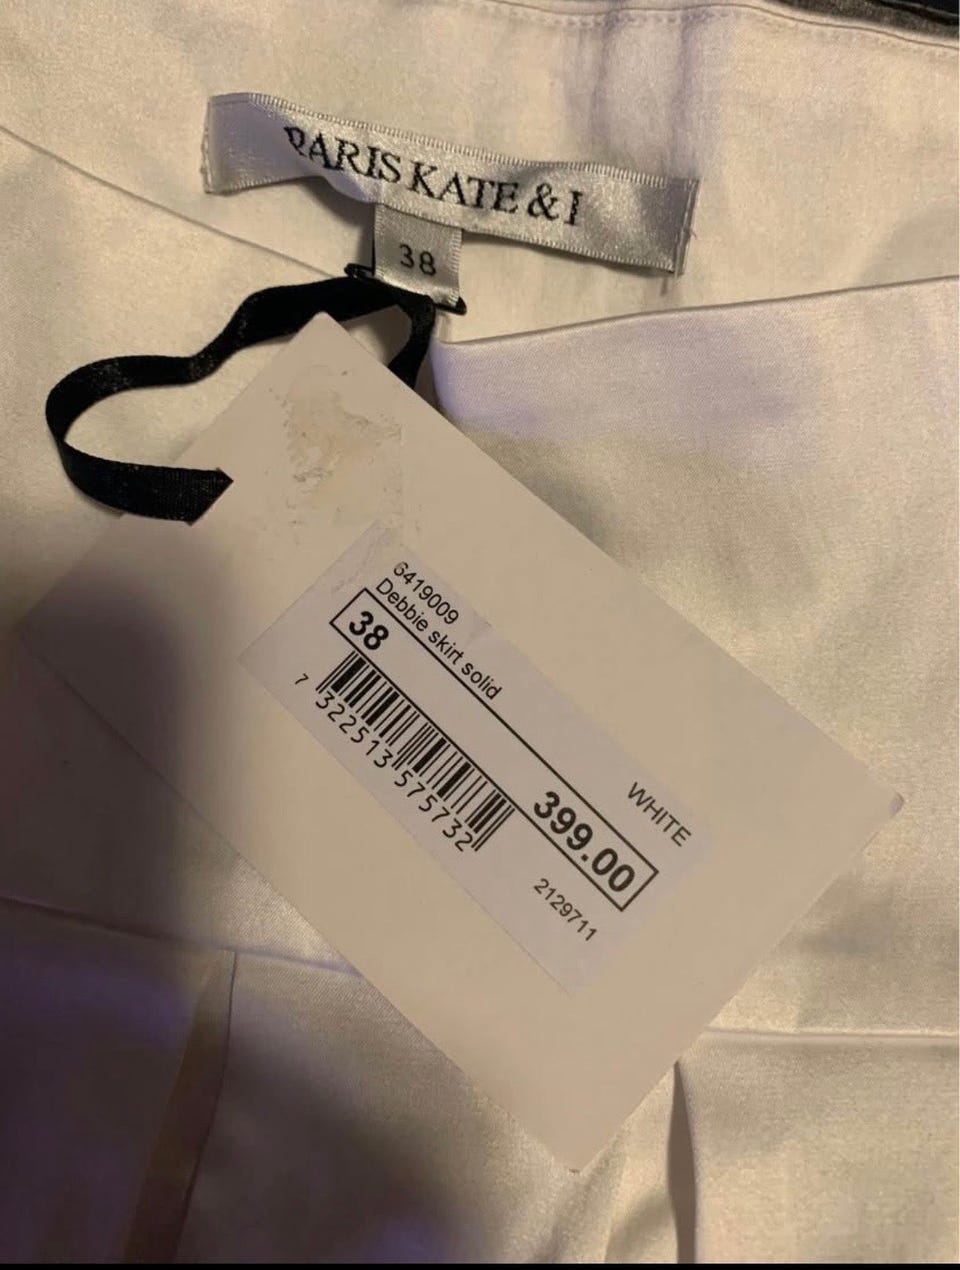 PARIS KATE & I
38
6419009
Debbie skirt solid
WHITE
38
399.00
7 322513 575732
2129711